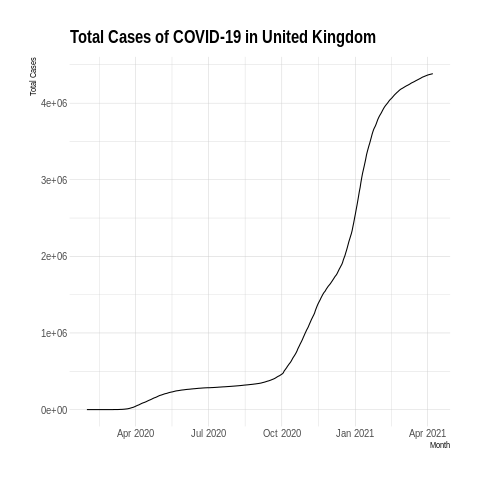 Total Cases of COVID-19 in United Kingdom
Total Cases
4e+06
3e+06
2e+06
1e+06
0e+00
Apr 2020 Jul 2020 Oct 2020 Jan 2021 Apr 2021
Month